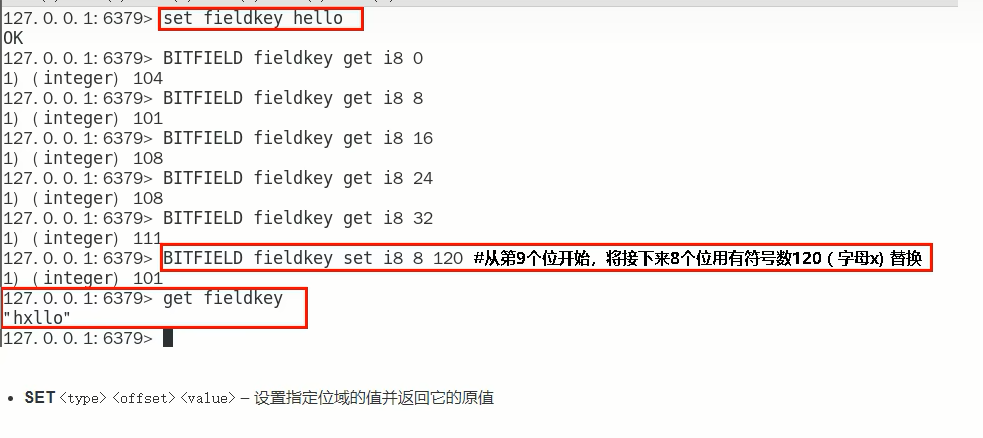 127.0.0.1:6379> set fieldkey hello
OK
127.0.0.1:6379> BITFIELD fieldkey get i8 0
1) (integer) 104
127.0.0.1:6379> BITFIELD fieldkey get i8 8
1) (integer) 101
127.0.0.1:6379> BITFIELD fieldkey get i8 16
1) (integer) 108
127.0.0.1:6379> BITFIELD fieldkey get i8 24
1) (integer) 108
127.0.0.1:6379> BITFIELD fieldkey get i8 32
1) (integer) 111
127.0.0.1:6379> BITFIELD fieldkey set i8 8 120 #从第9个位开始，将接下来8个位用有符号数120（字母x) 替换
1) (integer) 101
127.0.0.1:6379> get fieldkey
"hxllo"
127.0.0.1:6379>
• SET <type> <offset> <value> – 设置指定位域的值并返回它的原值